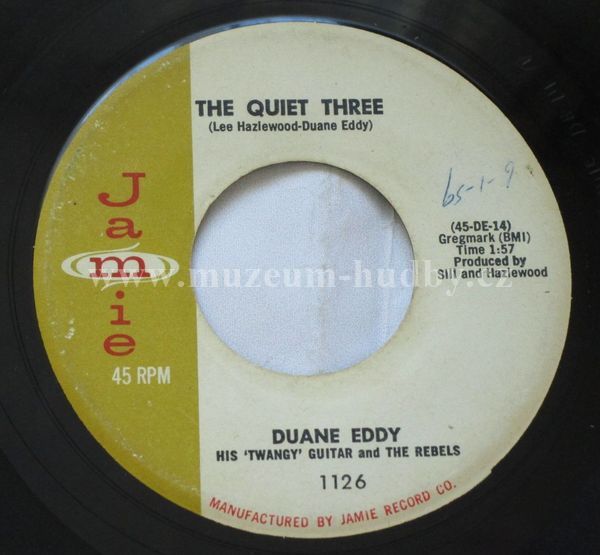 THE QUIET THREE
(Lee Hazlewood-Duane Eddy)
65-1-9
(45-DE-14)
Gregmark (BMI)
Time 1:57
Produced by
Sill and Hazlewood
Jamie
www.muzeum-hudby.cz
45 RPM
DUANE EDDY
HIS 'TWANGY' GUITAR and THE REBELS
1126
MANUFACTURED BY JAMIE RECORD CO.